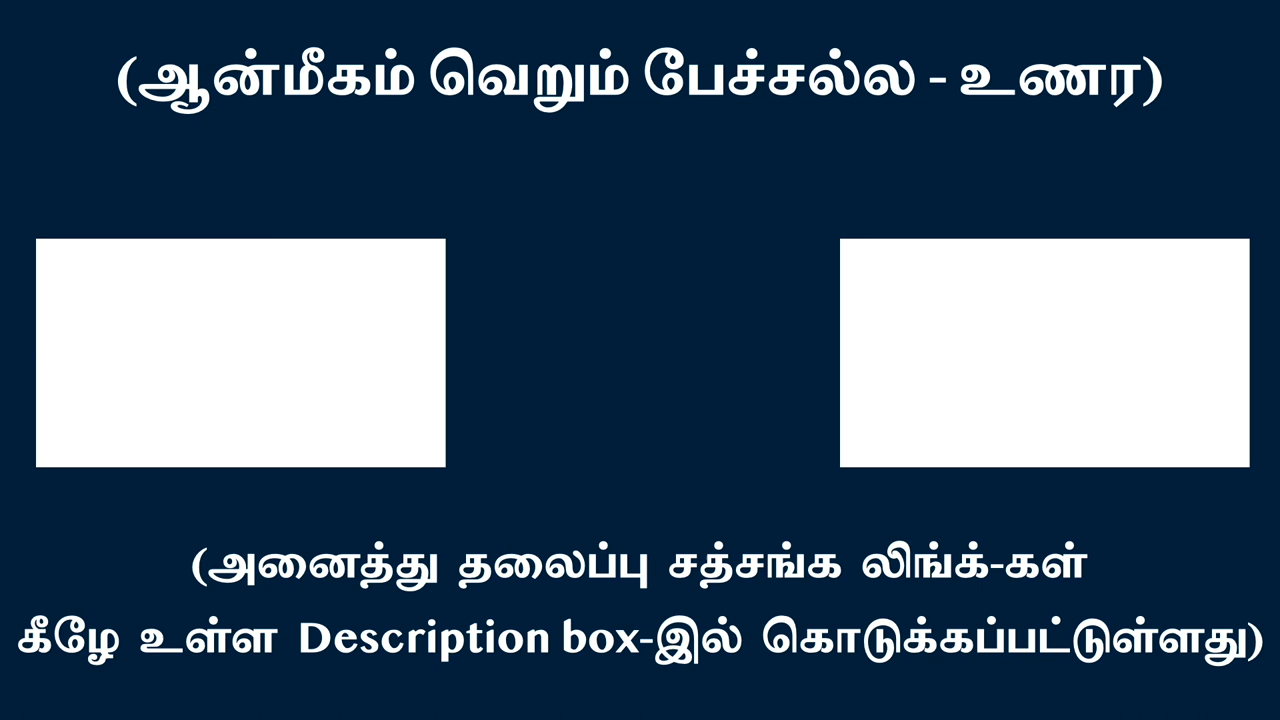 (ஆன்மீகம் வெறும் பேச்சல்ல - உணர)
(அனைத்து தலைப்பு சத்சங்க லிங்க்-கள்
கீழே உள்ள Description box-இல் கொடுக்கப்பட்டுள்ளது)